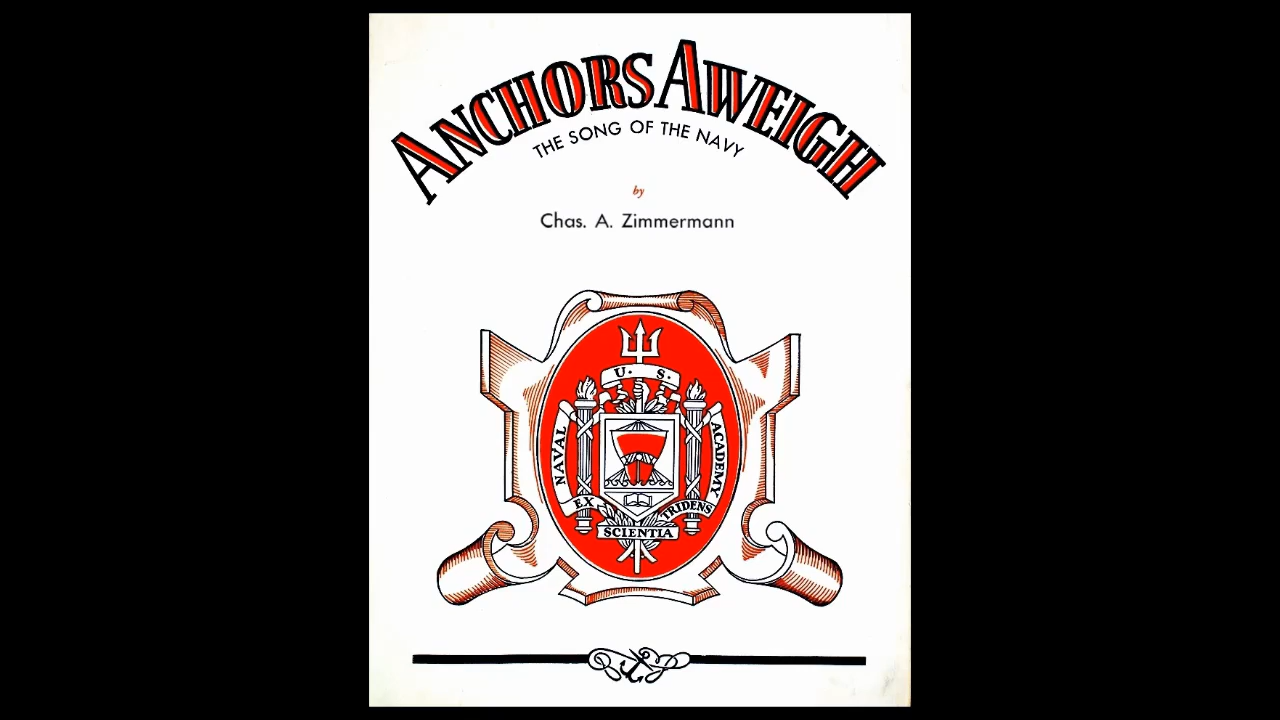 ANCHORS AWEIGH
THE SONG OF THE NAVY
by
Chas. A. Zimmermann
U. S.
NAVAL
ACADEMY
EX
TRIDENS
SCIENTIA